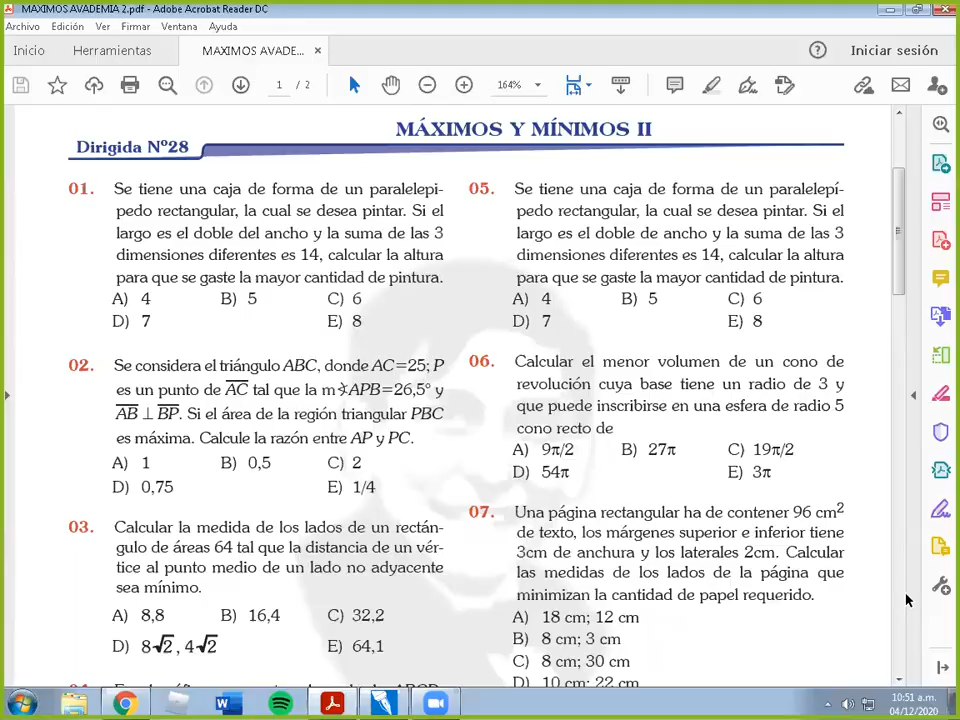 MAXIMOS AVADEMIA 2.pdf - Adobe Acrobat Reader DC
Archivo Edición Ver Firmar Ventana Ayuda
Inicio Herramientas MAXIMOS AVADE... × Iniciar sesión
1 / 2 164%
MÁXIMOS Y MÍNIMOS II
Dirigida Nº28
01. Se tiene una caja de forma de un paralelepi-
pedo rectangular, la cual se desea pintar. Si el
largo es el doble del ancho y la suma de las 3
dimensiones diferentes es 14, calcular la altura
para que se gaste la mayor cantidad de pintura.
A) 4 B) 5 C) 6
D) 7 E) 8
02. Se considera el triángulo ABC, donde AC=25; P
es un punto de AC tal que la m∢APB=26,5° y
AB ⊥ BP. Si el área de la región triangular PBC
es máxima. Calcule la razón entre AP y PC.
A) 1 B) 0,5 C) 2
D) 0,75 E) 1/4
03. Calcular la medida de los lados de un rectán-
gulo de áreas 64 tal que la distancia de un vér-
tice al punto medio de un lado no adyacente
sea mínimo.
A) 8,8 B) 16,4 C) 32,2
D) 8√2 , 4√2 E) 64,1
05. Se tiene una caja de forma de un paralelepí-
pedo rectangular, la cual se desea pintar. Si el
largo es el doble de ancho y la suma de las 3
dimensiones diferentes es 14, calcular la altura
para que se gaste la mayor cantidad de pintura.
A) 4 B) 5 C) 6
D) 7 E) 8
06. Calcular el menor volumen de un cono de
revolución cuya base tiene un radio de 3 y
que puede inscribirse en una esfera de radio 5
cono recto de
A) 9π/2 B) 27π C) 19π/2
D) 54π E) 3π
07. Una página rectangular ha de contener 96 cm²
de texto, los márgenes superior e inferior tiene
3cm de anchura y los laterales 2cm. Calcular
las medidas de los lados de la página que
minimizan la cantidad de papel requerido.
A) 18 cm; 12 cm
B) 8 cm; 3 cm
C) 8 cm; 30 cm
D) 10 cm; 22 cm
10:51 a.m.
04/12/2020